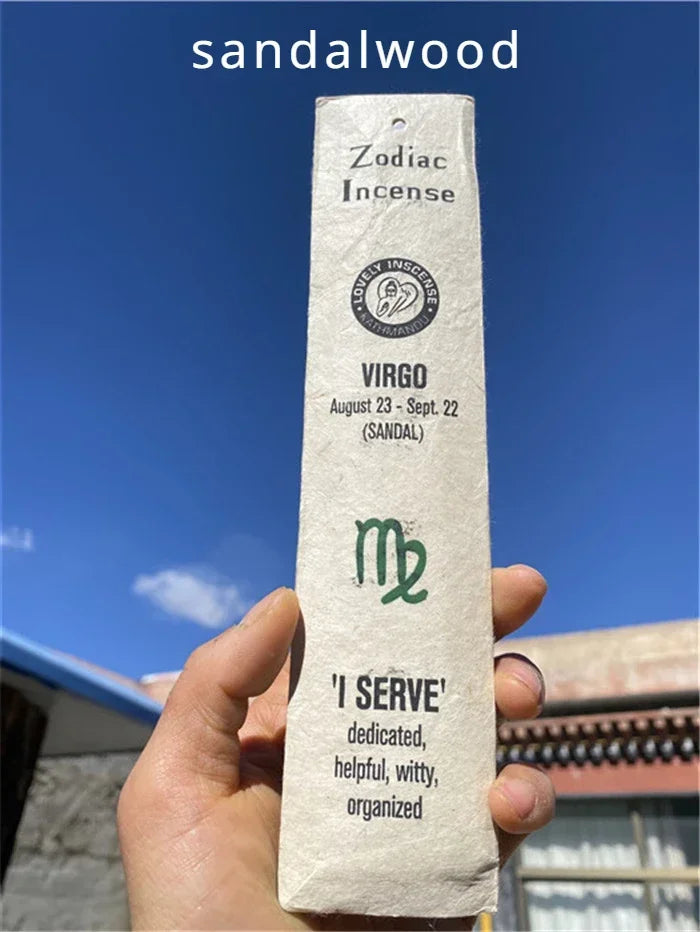 sandalwood
Zodiac
Incense
LOVELY INSCENSE
KATHMANDU
VIRGO
August 23 - Sept. 22
(SANDAL)
'I SERVE'
dedicated,
helpful, witty,
organized